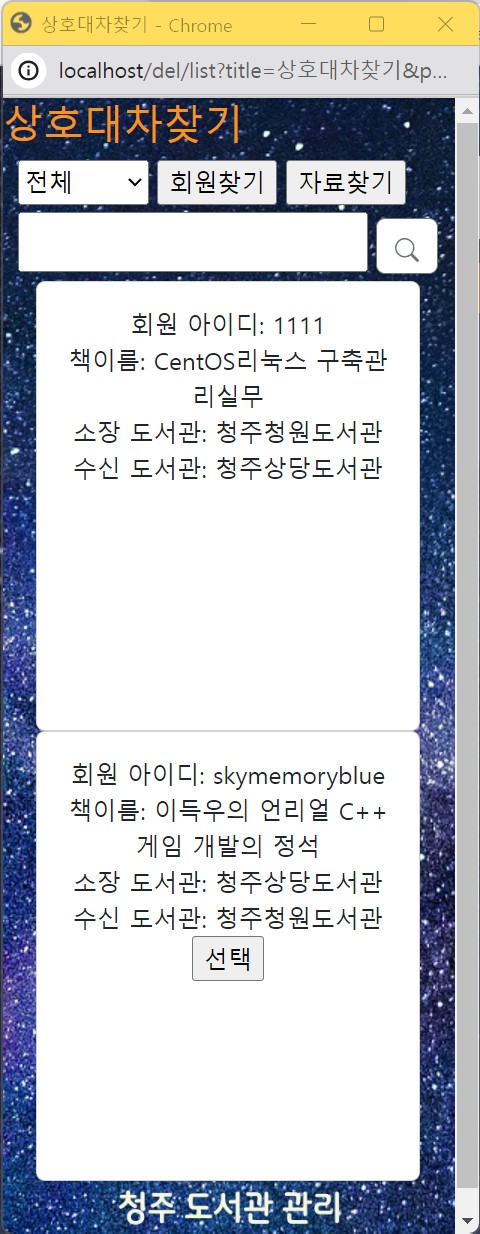 상호대차찾기 - Chrome
localhost/del/list?title=상호대차찾기&p...
상호대차찾기
전체 회원찾기 자료찾기
회원 아이디: 1111
책이름: CentOS리눅스 구축관
리실무
소장 도서관: 청주청원도서관
수신 도서관: 청주상당도서관
회원 아이디: skymemoryblue
책이름: 이득우의 언리얼 C++
게임 개발의 정석
소장 도서관: 청주상당도서관
수신 도서관: 청주청원도서관
선택
청주 도서관 관리